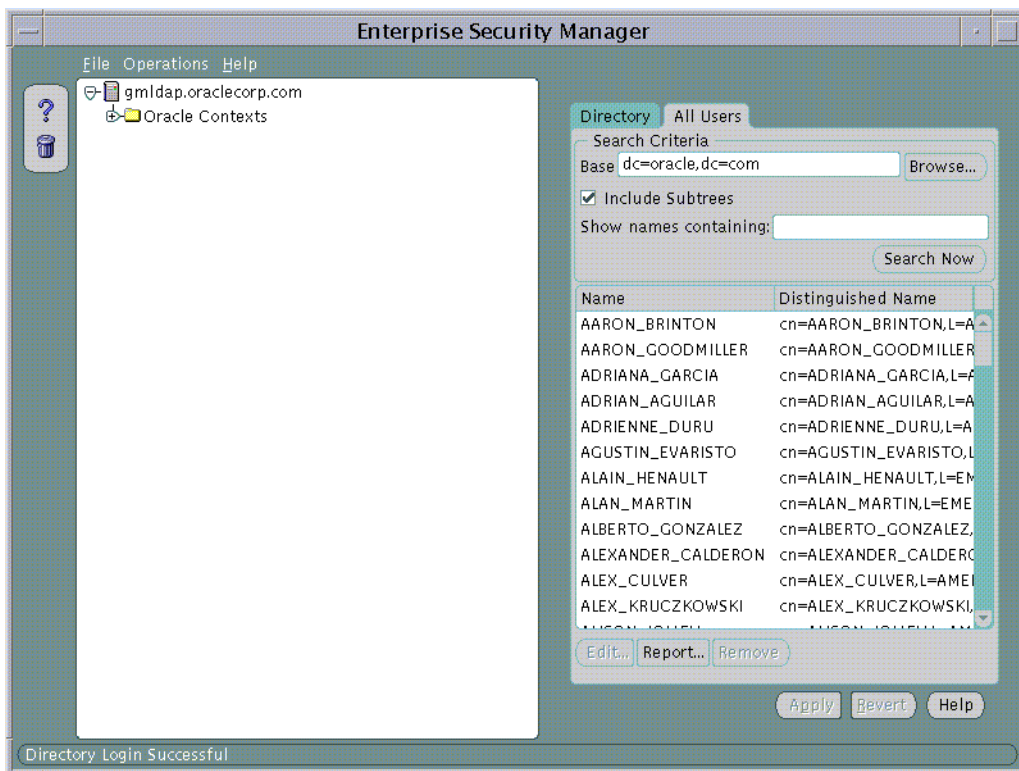 Enterprise Security Manager
File Operations Help
gmldap.oraclecorp.com
Oracle Contexts
Directory All Users
Search Criteria
Base dc=oracle,dc=com Browse...
Include Subtrees
Show names containing:
Search Now
Name Distinguished Name
AARON_BRINTON cn=AARON_BRINTON,L=A
AARON_GOODMILLER cn=AARON_GOODMILLER
ADRIANA_GARCIA cn=ADRIANA_GARCIA,L=A
ADRIAN_AGUILAR cn=ADRIAN_AGUILAR,L=A
ADRIENNE_DURU cn=ADRIENNE_DURU,L=A
AGUSTIN_EVARISTO cn=AGUSTIN_EVARISTO,L
ALAIN_HENAULT cn=ALAIN_HENAULT,L=EM
ALAN_MARTIN cn=ALAN_MARTIN,L=EME
ALBERTO_GONZALEZ cn=ALBERTO_GONZALEZ,
ALEXANDER_CALDERON cn=ALEXANDER_CALDERO
ALEX_CULVER cn=ALEX_CULVER,L=AMEI
ALEX_KRUCZKOWSKI cn=ALEX_KRUCZKOWSKI,
Edit... Report... Remove
Apply Revert Help
Directory Login Successful